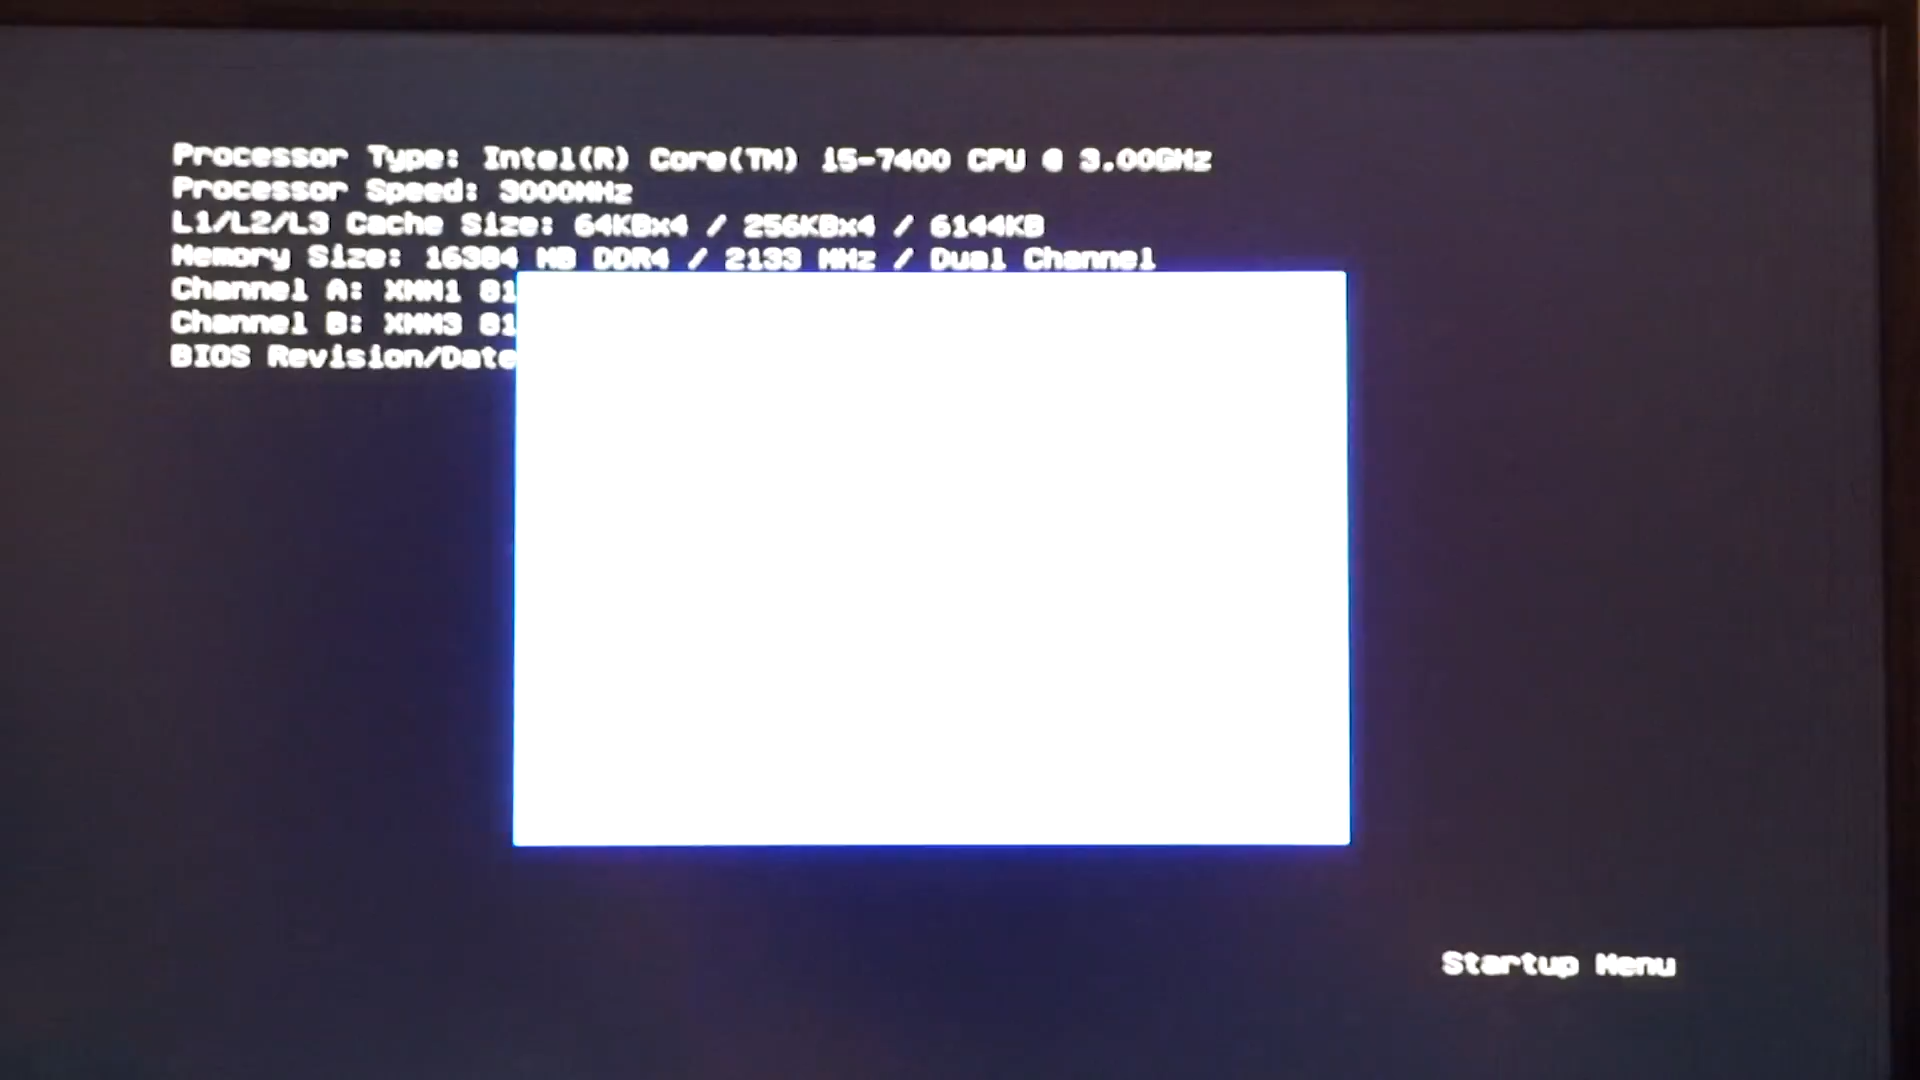 Processor Type: Intel(R) Core(TM) i5-7400 CPU @ 3.00GHz
Processor Speed: 3000MHz
L1/L2/L3 Cache Size: 64KBx4 / 256KBx4 / 6144KB
Memory Size: 16384 MB DDR4 / 2133 MHz / Dual Channel
Channel A: XMM1 81
Channel B: XMM3 81
BIOS Revision/Date
Startup Menu